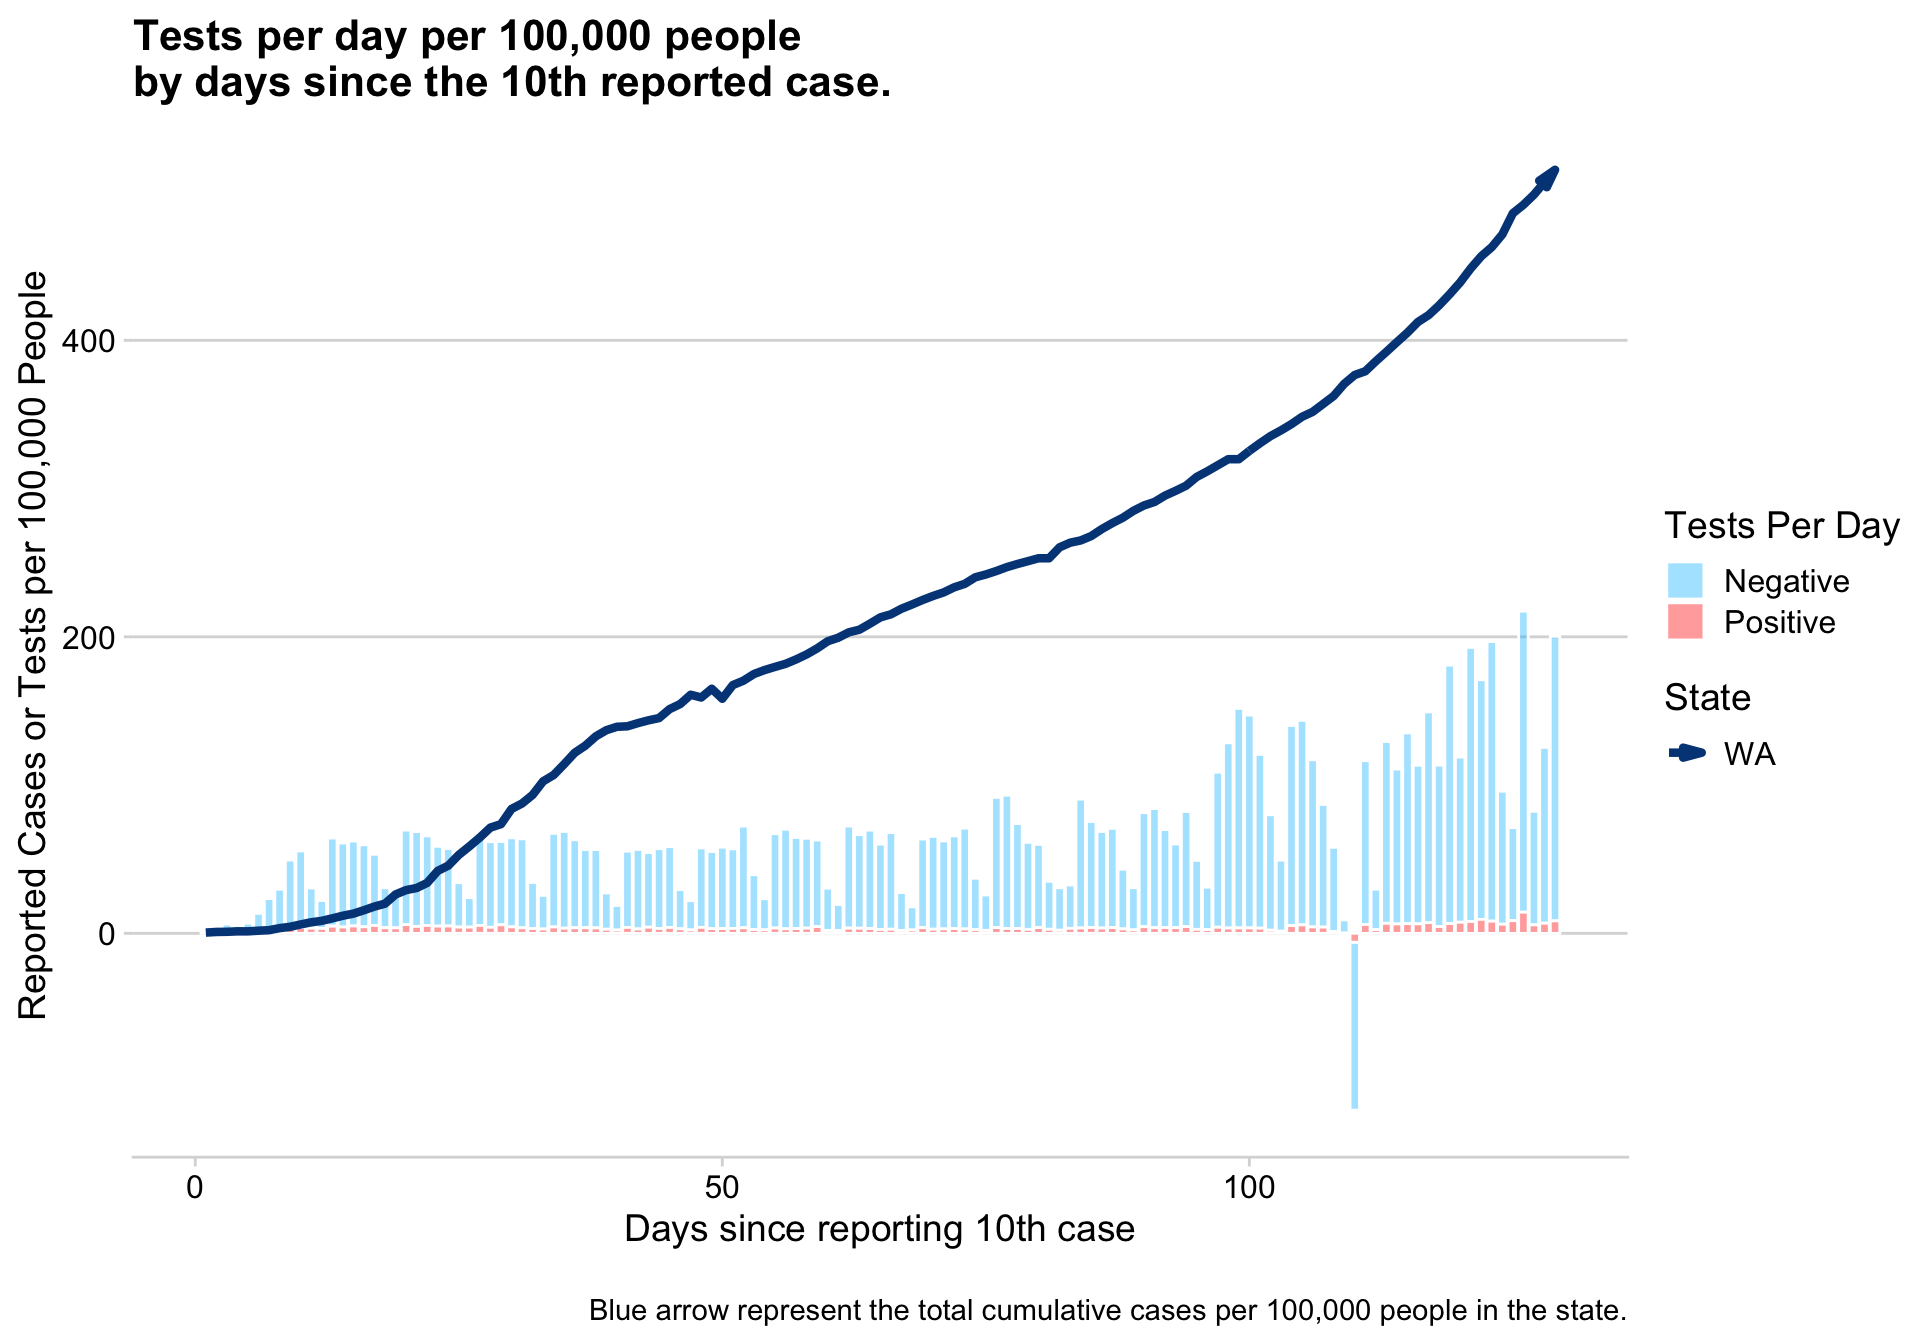 Tests per day per 100,000 people
by days since the 10th reported case.
Reported Cases or Tests per 100,000 People
400
200
0
0
50
100
Days since reporting 10th case
Tests Per Day
Negative
Positive
State
WA
Blue arrow represent the total cumulative cases per 100,000 people in the state.